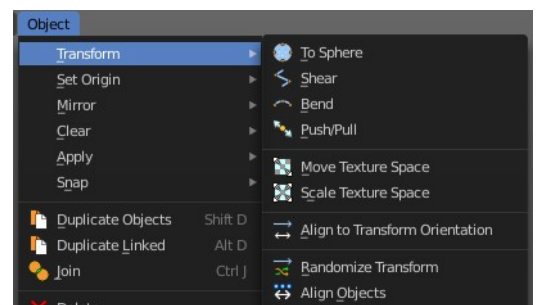 Object
Transform
Set Origin
Mirror
Clear
Apply
Snap
Duplicate Objects Shift D
Duplicate Linked Alt D
Join Ctrl J
To Sphere
Shear
Bend
Push/Pull
Move Texture Space
Scale Texture Space
Align to Transform Orientation
Randomize Transform
Align Objects